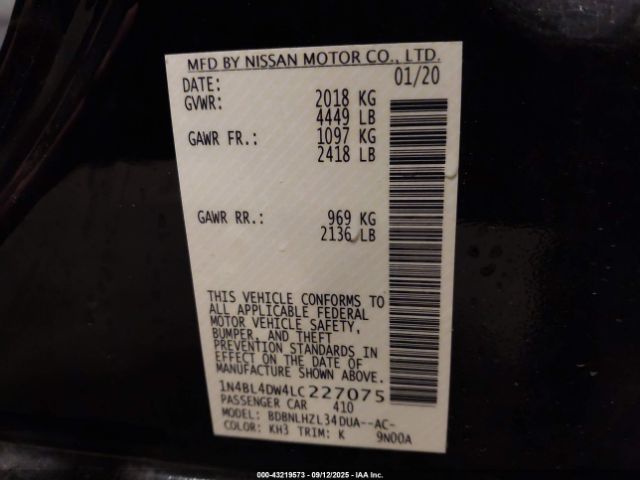 MFD BY NISSAN MOTOR CO., LTD.
DATE: 01/20
GVWR: 2018 KG
4449 LB
GAWR FR.: 1097 KG
2418 LB
GAWR RR.: 969 KG
2136 LB
THIS VEHICLE CONFORMS TO
ALL APPLICABLE FEDERAL
MOTOR VEHICLE SAFETY,
BUMPER, AND THEFT
PREVENTION STANDARDS IN
EFFECT ON THE DATE OF
MANUFACTURE SHOWN ABOVE.
1N4BL4DW4LC227075
PASSENGER CAR 410
MODEL: BDBNLHZL34DUA--AC-
COLOR: KH3 TRIM: K 9N00A
000-43219573 - 09/12/2025 - IAAI Inc.